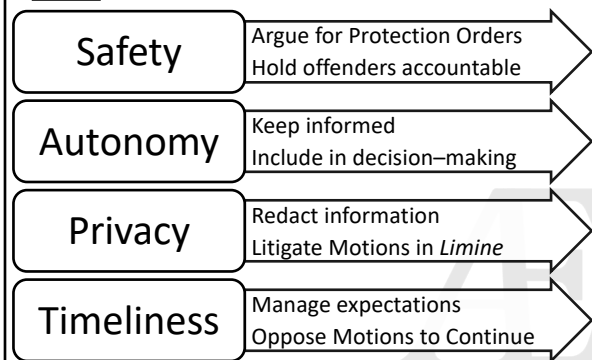 Safety
Argue for Protection Orders
Hold offenders accountable
Autonomy
Keep informed
Include in decision–making
Privacy
Redact information
Litigate Motions in Limine
Timeliness
Manage expectations
Oppose Motions to Continue